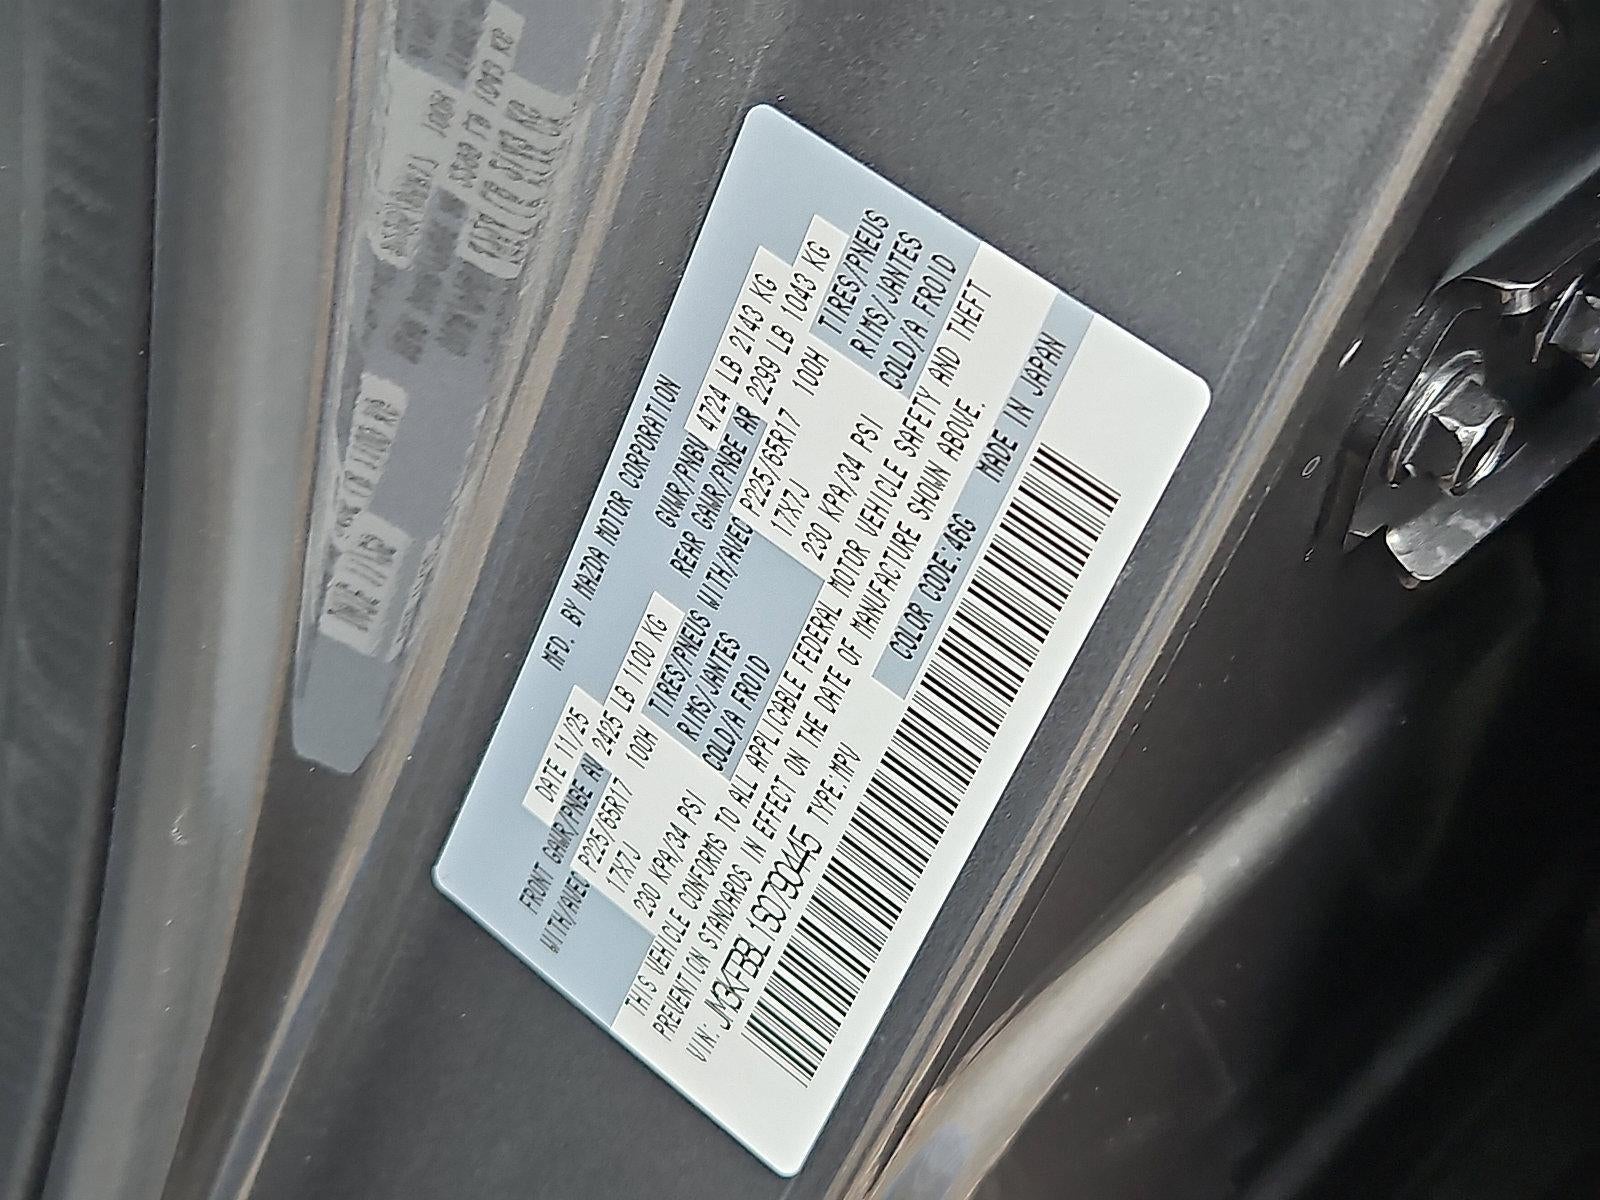 MFD. BY MAZDA MOTOR CORPORATION
DATE 11/25 GVWR/PNBV 4724 LB 2143 KG
FRONT GAWR/PNBE AV 2425 LB 1100 KG REAR GAWR/PNBE AR 2299 LB 1043 KG
WITH/AVEC P225/65R17 100H TIRES/PNEUS WITH/AVEC P225/65R17 100H TIRES/PNEUS
17X7J RIMS/JANTES 17X7J RIMS/JANTES
230 KPA/34 PSI COLD/A FROID 230 KPA/34 PSI COLD/A FROID
THIS VEHICLE CONFORMS TO ALL APPLICABLE FEDERAL MOTOR VEHICLE SAFETY AND THEFT
PREVENTION STANDARDS IN EFFECT ON THE DATE OF MANUFACTURE SHOWN ABOVE.
VIN: JM3KFBBL1S0790445 TYPE:MPV COLOR CODE:46G MADE IN JAPAN